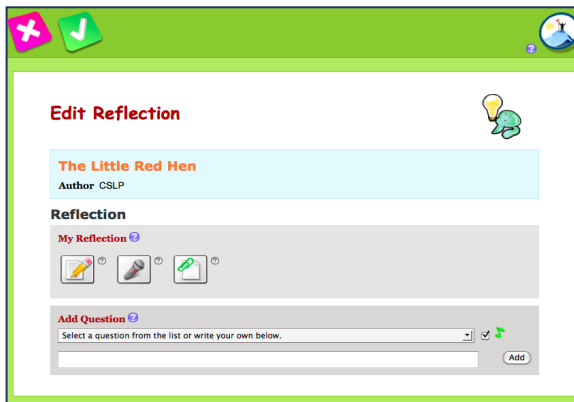 Edit Reflection
The Little Red Hen
Author CSLP
Reflection
My Reflection ?
? ? ?
Add Question ?
Select a question from the list or write your own below.
Add